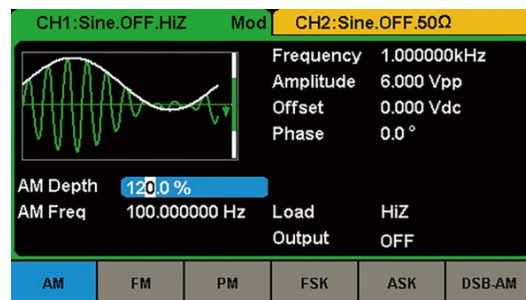 CH1:Sine.OFF.HiZ Mod CH2:Sine.OFF.50Ω
Frequency 1.000000kHz
Amplitude 6.000 Vpp
Offset 0.000 Vdc
Phase 0.0 °
AM Depth 120.0 %
AM Freq 100.000000 Hz Load HiZ
Output OFF
AM FM PM FSK ASK DSB-AM